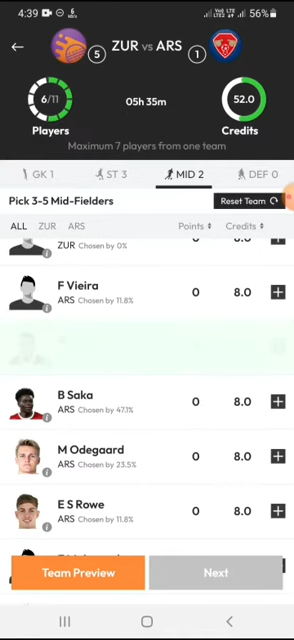 4:39 6 Vo) LTE LTE 56%
ZUR vs ARS
5 1
6/11 05h 35m 52.0
Players Credits
Maximum 7 players from one team
GK 1 ST 3 MID 2 DEF 0
Pick 3-5 Mid-Fielders Reset Team
ALL ZUR ARS Points Credits
ZUR Chosen by 0%
F Vieira
ARS Chosen by 11.8% 0 8.0
B Saka
ARS Chosen by 47.1% 0 8.0
M Odegaard
ARS Chosen by 23.5% 0 8.0
E S Rowe
ARS Chosen by 11.8% 0 8.0
Team Preview Next